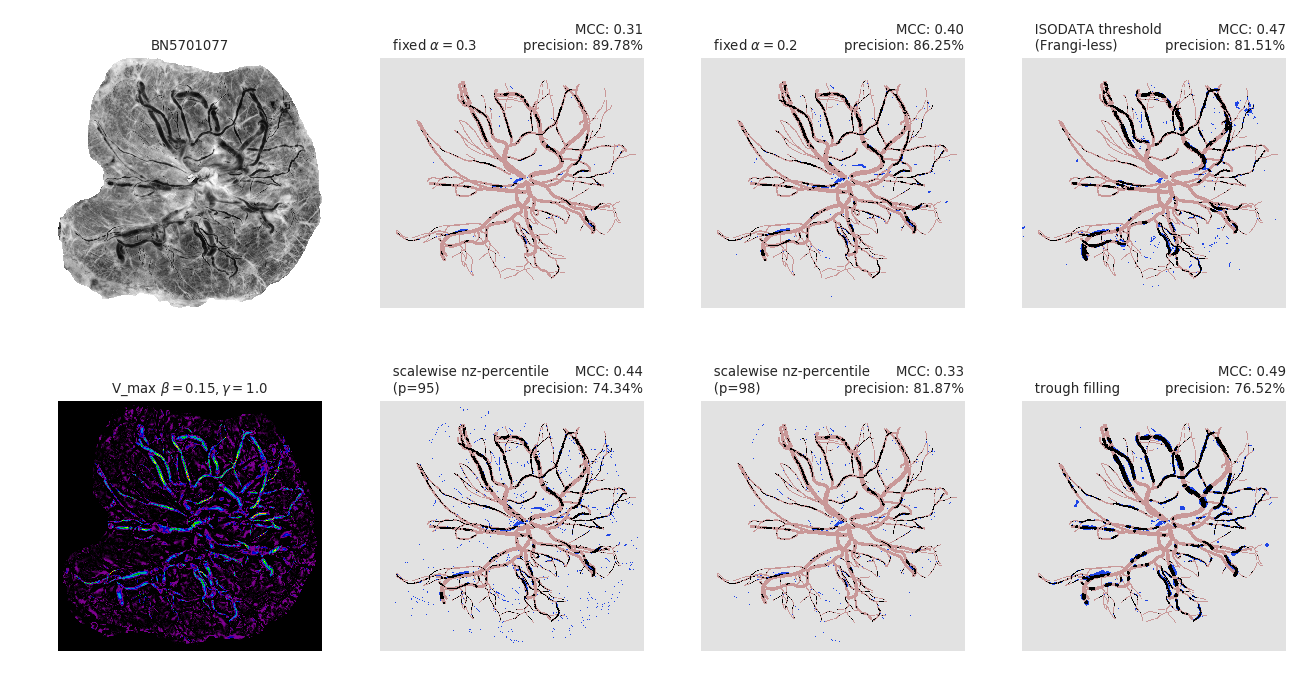 BN5701077
MCC: 0.31
fixed α = 0.3 precision: 89.78%
MCC: 0.40
fixed α = 0.2 precision: 86.25%
ISODATA threshold MCC: 0.47
(Frangi-less) precision: 81.51%
V_max β = 0.15, γ = 1.0
scalewise nz-percentile MCC: 0.44
(p=95) precision: 74.34%
scalewise nz-percentile MCC: 0.33
(p=98) precision: 81.87%
MCC: 0.49
trough filling precision: 76.52%